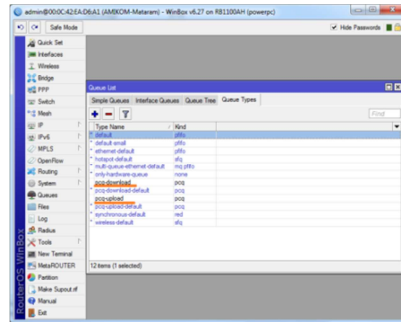 admin@00:0C:42:EA:D6:A1 (AMIKOM-Mataram) - WinBox v6.27 on RB1100AH (powerpc)
Safe Mode
Hide Passwords
Quick Set
Interfaces
Wireless
Bridge
PPP
Switch
Mesh
IP
IPv6
MPLS
OpenFlow
Routing
System
Queues
Files
Log
Radius
Tools
New Terminal
MetaROUTER
Partition
Make Supout.rif
Manual
Exit
RouterOS WinBox
Queue List
Simple Queues Interface Queues Queue Tree Queue Types
Find
Type Name Kind
* default pfifo
* default-small pfifo
* ethernet-default pfifo
* hotspot-default sfq
* multi-queue-ethernet-default mq pfifo
* only-hardware-queue none
pcq-download pcq
* pcq-download-default pcq
pcq-upload pcq
* pcq-upload-default pcq
* synchronous-default red
* wireless-default sfq
12 items (1 selected)